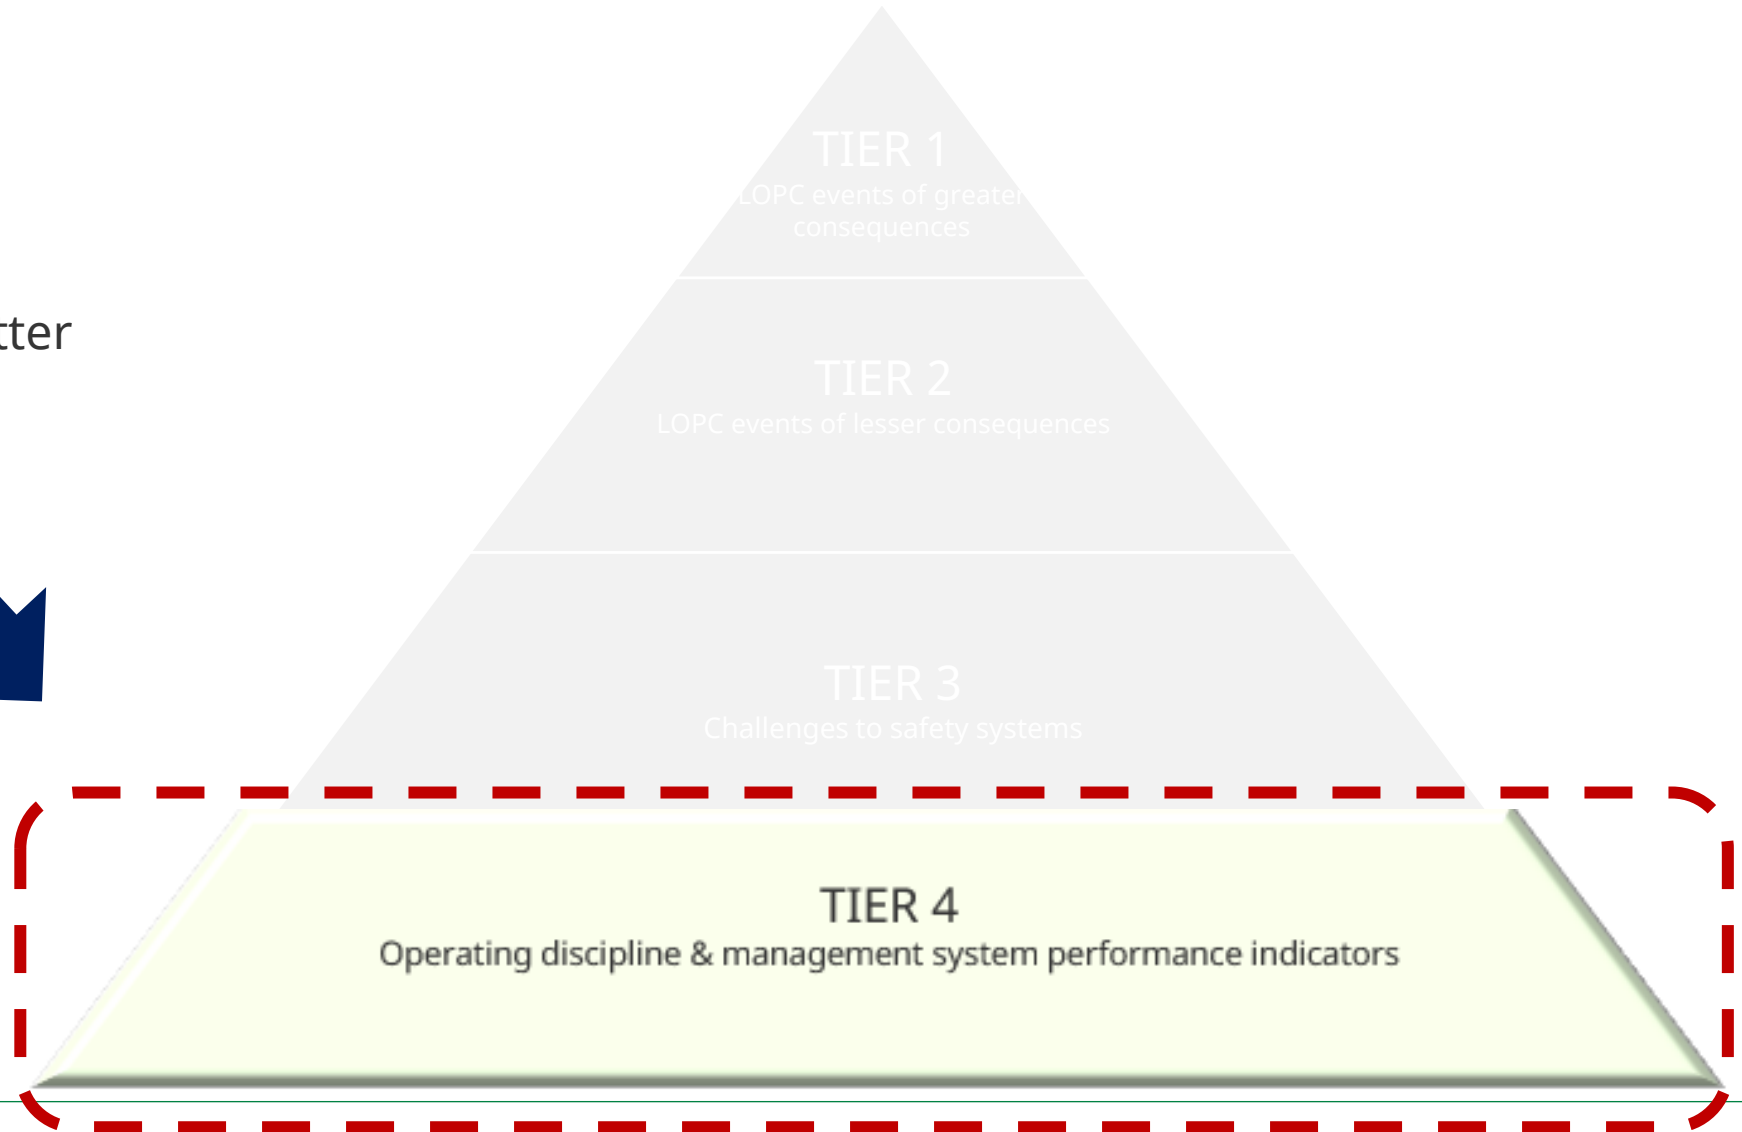 TIER 1
LOPC events of greater
consequences
tter
TIER 2
LOPC events of lesser consequences
TIER 3
Challenges to safety systems
TIER 4
Operating discipline & management system performance indicators